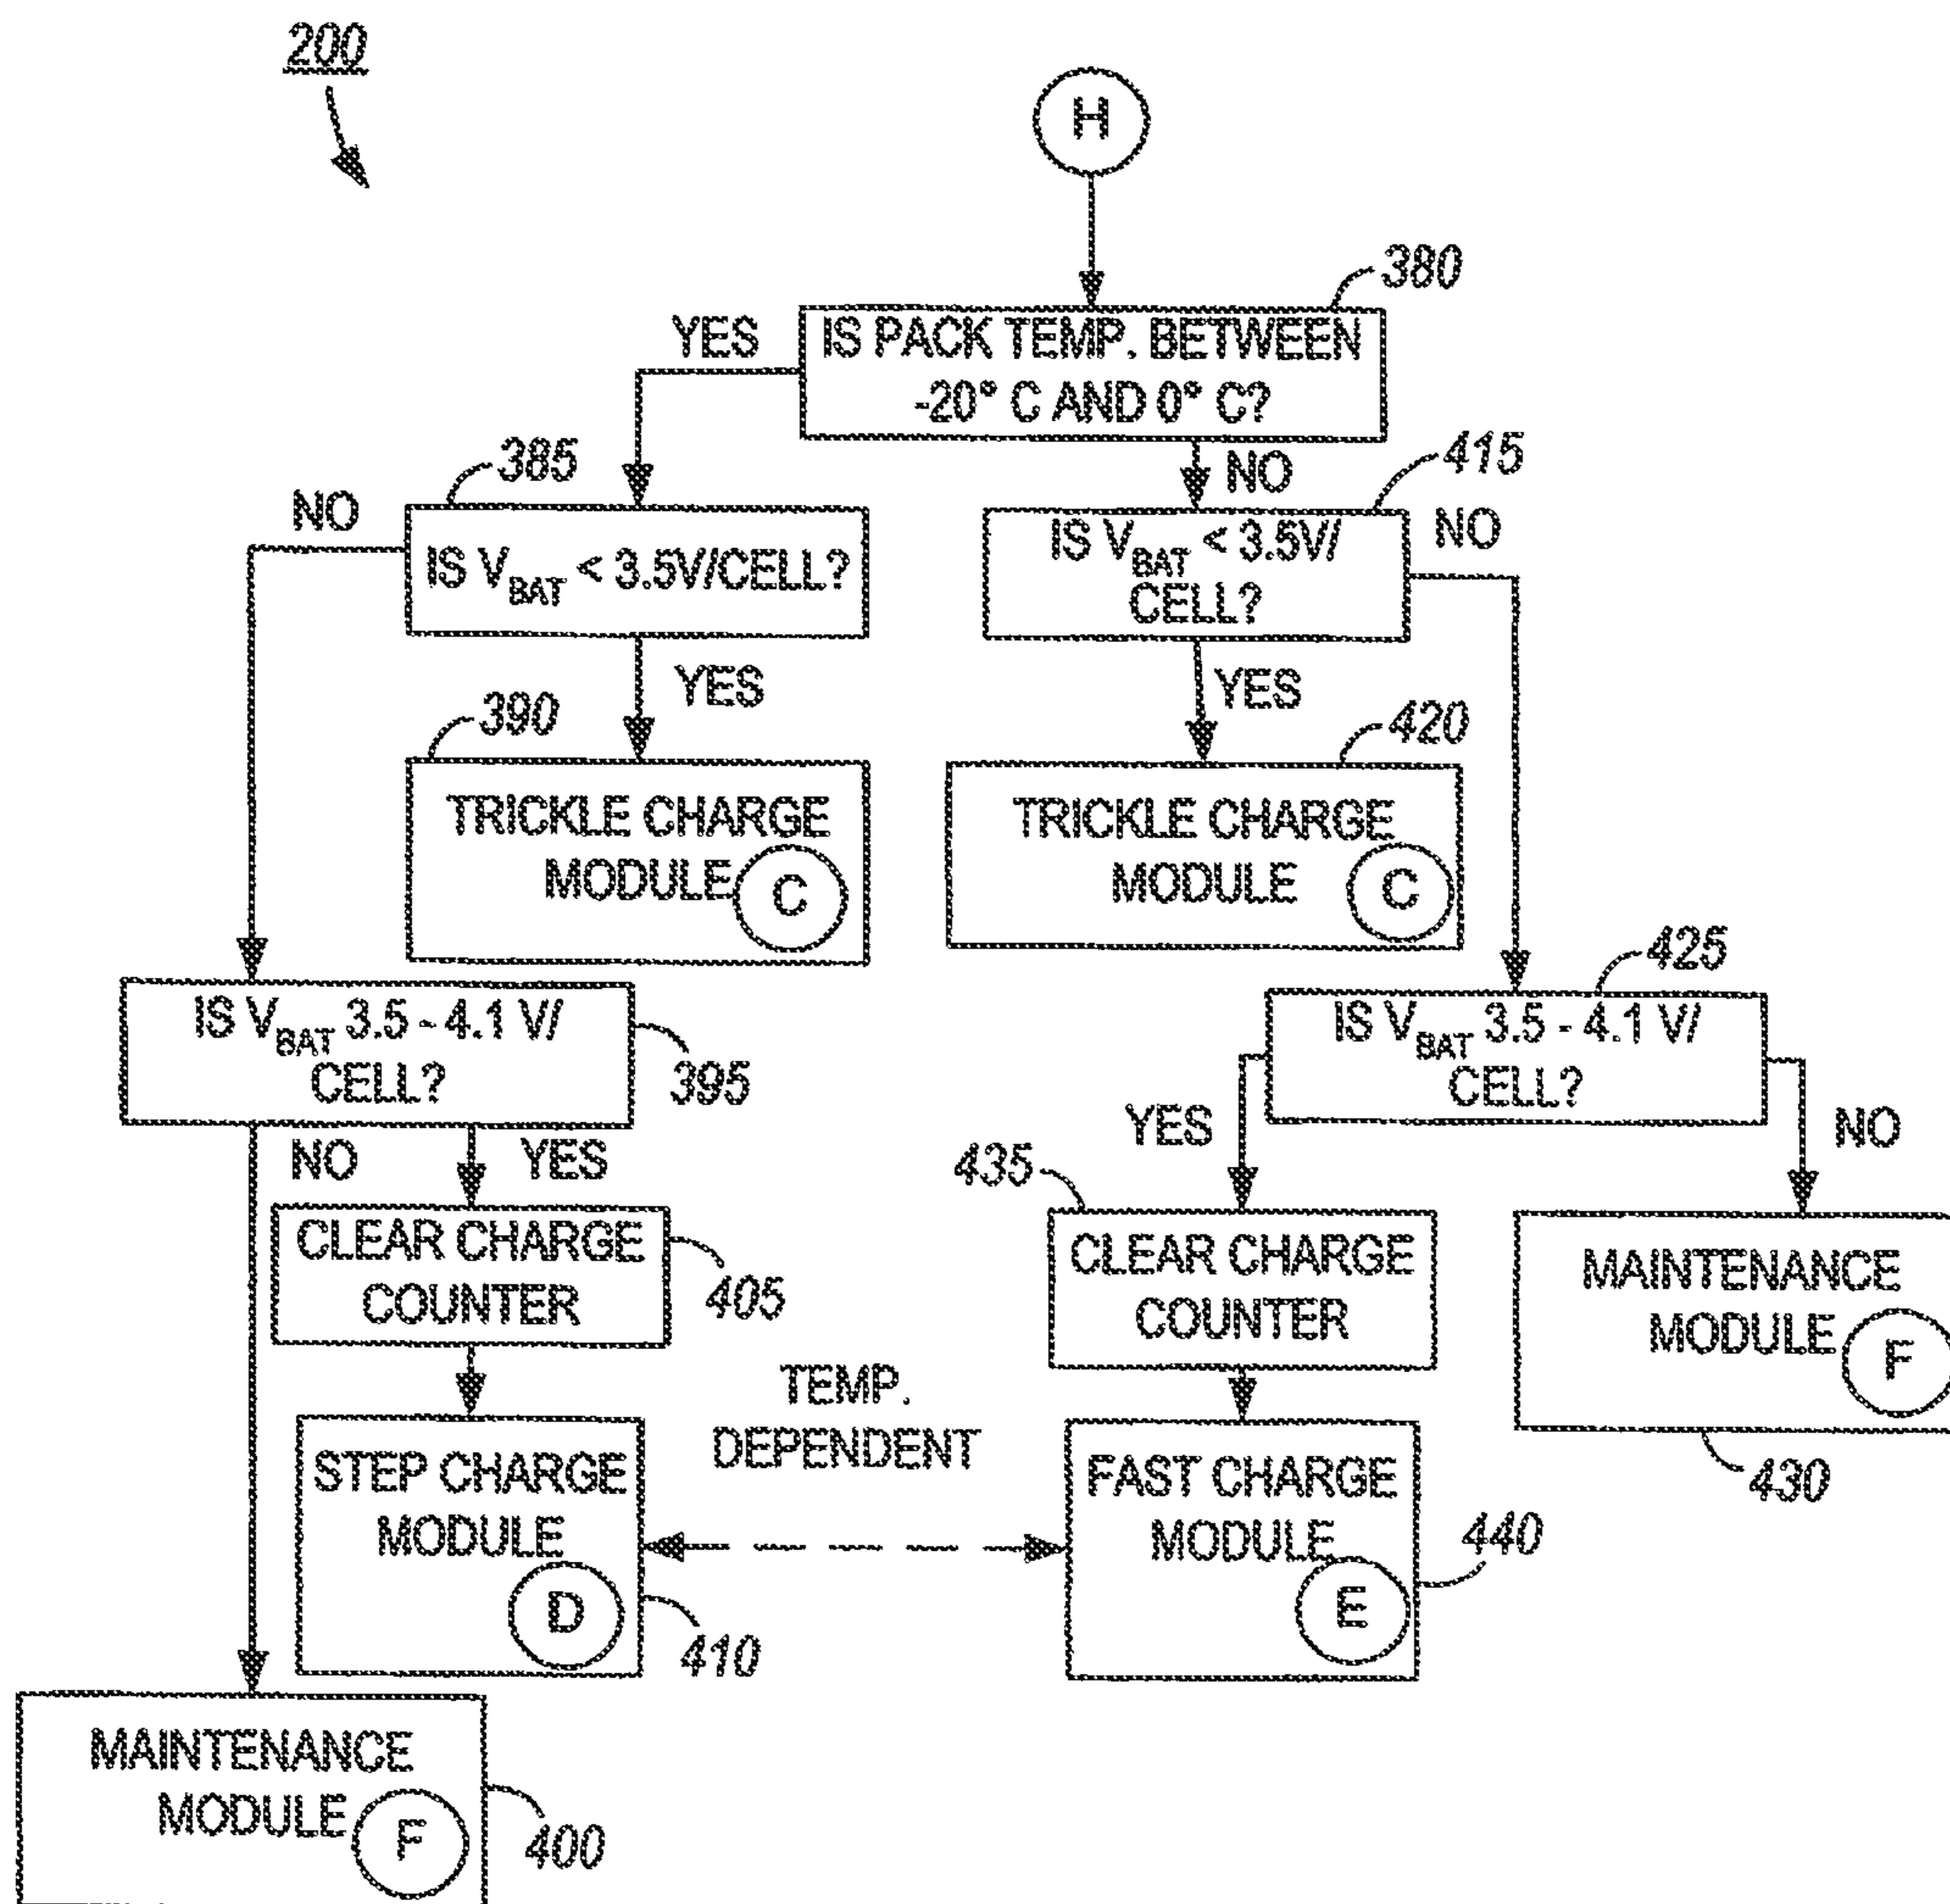 200
H
380
YES
IS PACK TEMP. BETWEEN
-20° C AND 0° C?
385
415
NO
NO
NO
IS VBAT < 3.5V/CELL?
IS VBAT < 3.5V/
CELL?
YES
YES
390
420
TRICKLE CHARGE
MODULE
C
TRICKLE CHARGE
MODULE
C
425
IS VBAT 3.5 - 4.1 V/
CELL?
395
IS VBAT 3.5 - 4.1 V/
CELL?
NO
YES
YES
NO
435
CLEAR CHARGE
COUNTER
405
CLEAR CHARGE
COUNTER
MAINTENANCE
MODULE
F
430
TEMP.
DEPENDENT
STEP CHARGE
MODULE
D
410
FAST CHARGE
MODULE
E
440
MAINTENANCE
MODULE
F
400